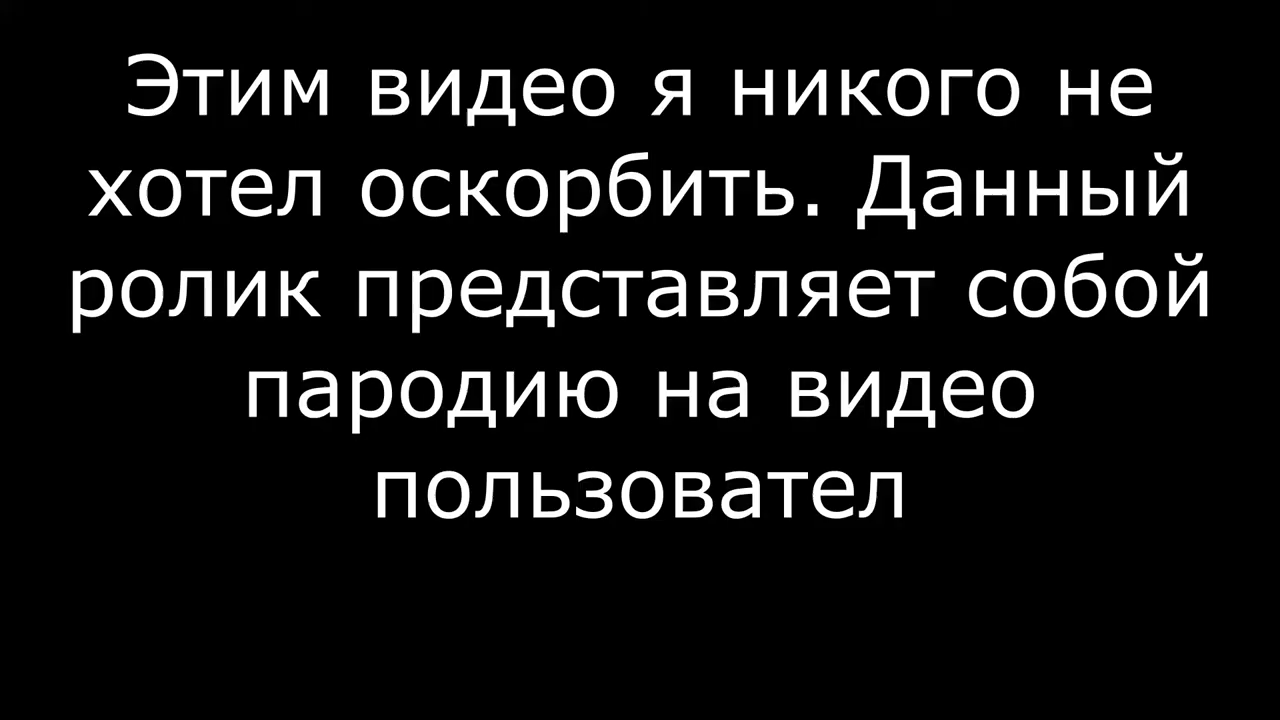 Этим видео я никого не
хотел оскорбить. Данный
ролик представляет собой
пародию на видео
пользовател